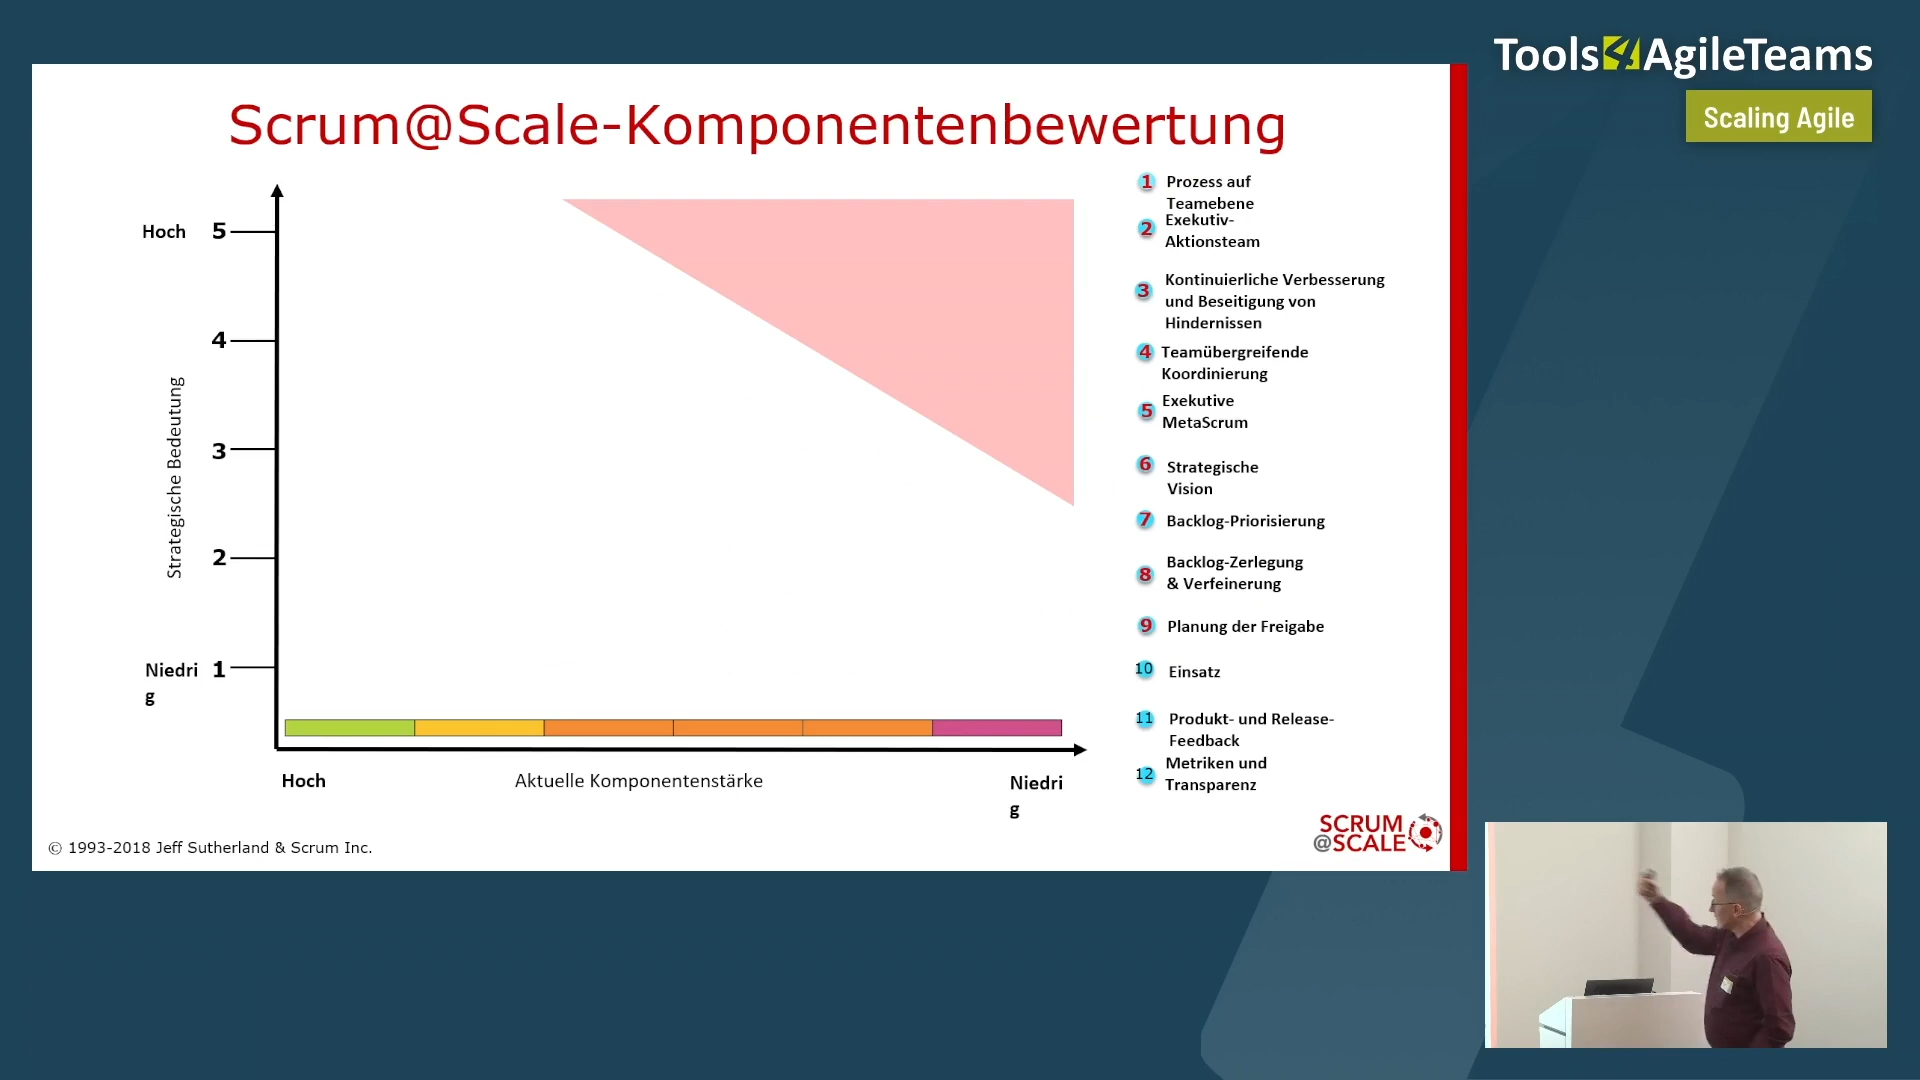 Tools4AgileTeams
Scaling Agile
Scrum@Scale-Komponentenbewertung
Hoch 5
4
3
2
Niedri 1
g
Strategische Bedeutung
Hoch
Aktuelle Komponentenstärke
Niedri
g
1 Prozess auf
Teamebene
2 Exekutiv-
Aktionsteam
3 Kontinuierliche Verbesserung
und Beseitigung von
Hindernissen
4 Teamübergreifende
Koordinierung
5 Exekutive
MetaScrum
6 Strategische
Vision
7 Backlog-Priorisierung
8 Backlog-Zerlegung
& Verfeinerung
9 Planung der Freigabe
10 Einsatz
11 Produkt- und Release-
Feedback
12 Metriken und
Transparenz
SCRUM
@SCALE
© 1993-2018 Jeff Sutherland & Scrum Inc.